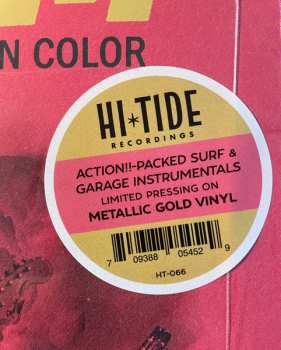 N COLOR
HI★TIDE
RECORDINGS
ACTION!!-PACKED SURF &
GARAGE INSTRUMENTALS
LIMITED PRESSING ON
METALLIC GOLD VINYL
7 09388 05452 9
HT-066